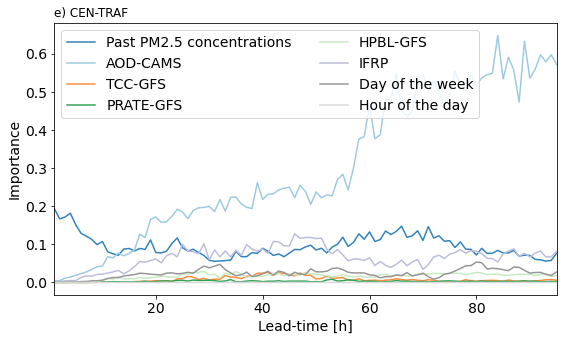 e) CEN-TRAF
Past PM2.5 concentrations
AOD-CAMS
TCC-GFS
PRATE-GFS
HPBL-GFS
IFRP
Day of the week
Hour of the day
Importance
0.6
0.5
0.4
0.3
0.2
0.1
0.0
20 40 60 80
Lead-time [h]